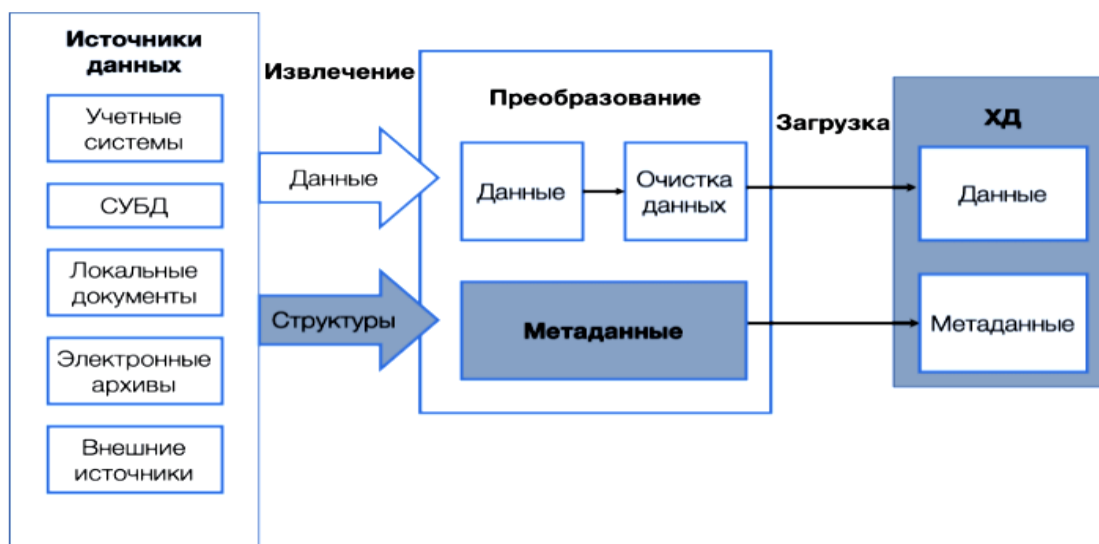 Источники
данных
Учетные
системы
СУБД
Локальные
документы
Электронные
архивы
Внешние
источники
Извлечение
Данные
Структуры
Преобразование
Данные
Очистка
данных
Метаданные
Загрузка
ХД
Данные
Метаданные